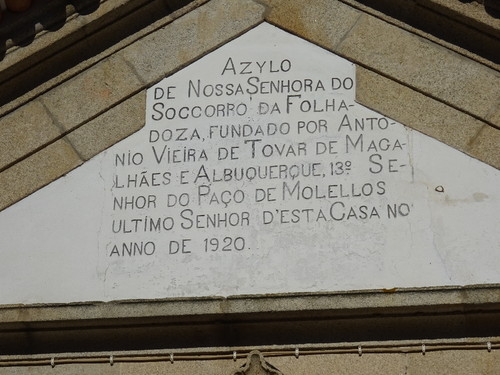 AZYLO
DE NOSSA SENHORA DO
SOCCORRO DA FOLHA-
DOZA, FUNDADO POR ANTO-
NIO VIEIRA DE TOVAR DE MAGA-
LHÃES E ALBUQUERQUE, 13º SE-
NHOR DO PAÇO DE MOLELLOS
ULTIMO SENHOR D'ESTA CASA NO
ANNO DE 1920.